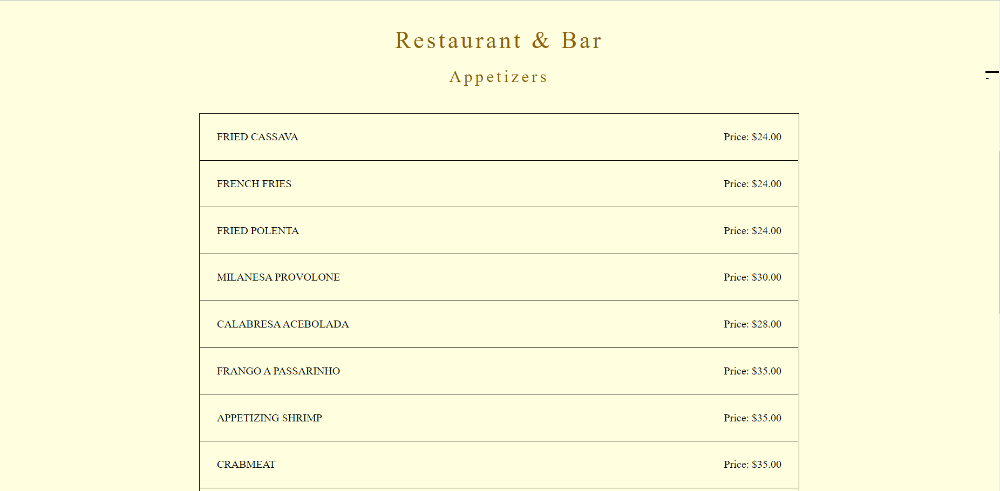 Restaurant & Bar
Appetizers
-
FRIED CASSAVA Price: $24.00
FRENCH FRIES Price: $24.00
FRIED POLENTA Price: $24.00
MILANESA PROVOLONE Price: $30.00
CALABRESA ACEBOLADA Price: $28.00
FRANGO A PASSARINHO Price: $35.00
APPETIZING SHRIMP Price: $35.00
CRABMEAT Price: $35.00